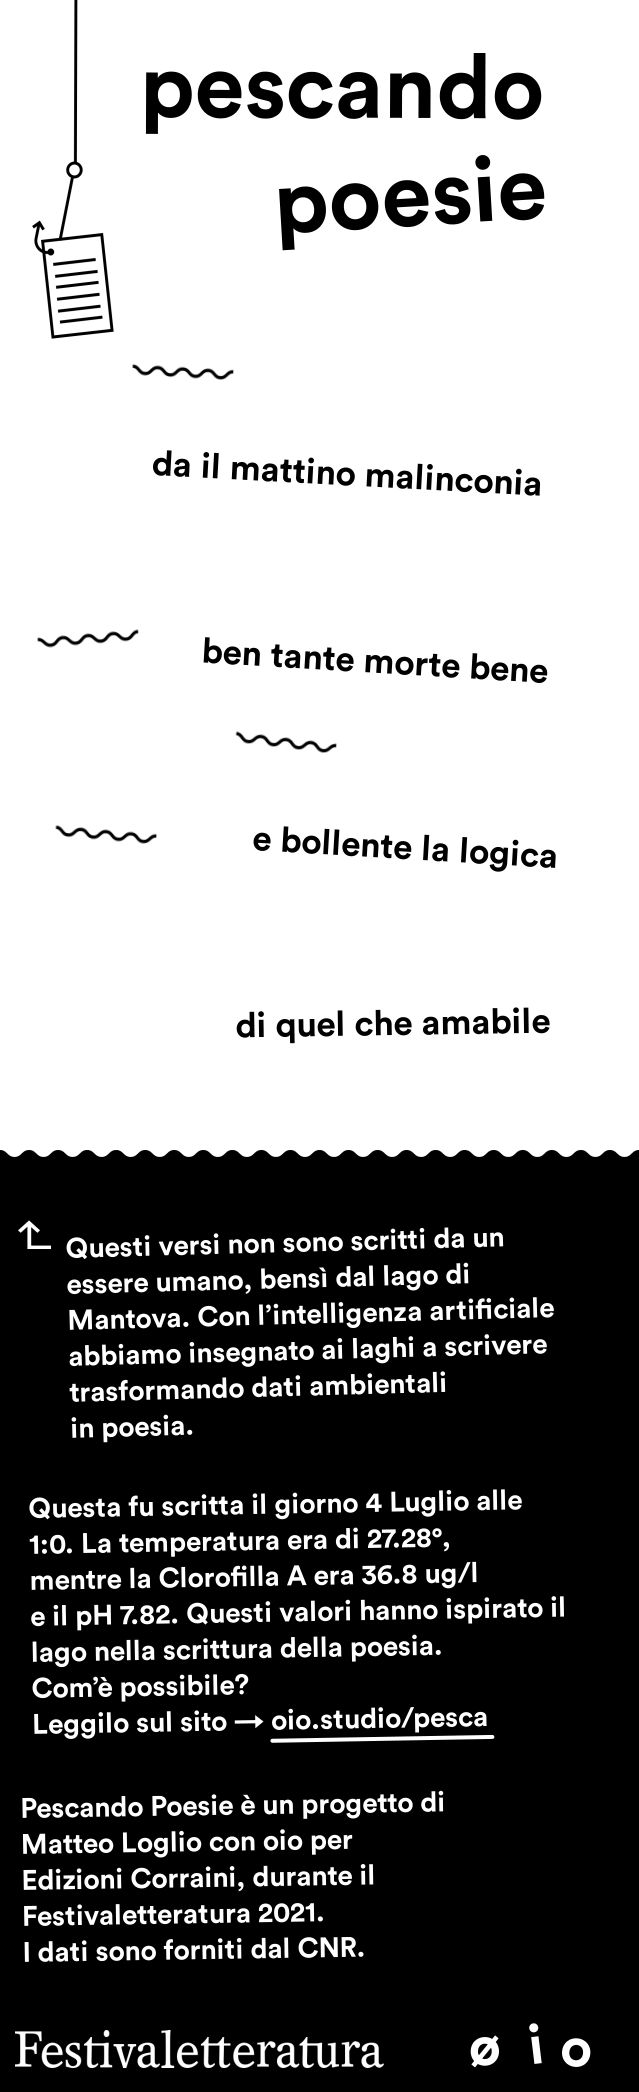 pescando
poesie
da il mattino malinconia
ben tante morte bene
e bollente la logica
di quel che amabile
Questi versi non sono scritti da un
essere umano, bensì dal lago di
Mantova. Con l’intelligenza artificiale
abbiamo insegnato ai laghi a scrivere
trasformando dati ambientali
in poesia.
Questa fu scritta il giorno 4 Luglio alle
1:0. La temperatura era di 27.28°,
mentre la Clorofilla A era 36.8 ug/l
e il pH 7.82. Questi valori hanno ispirato il
lago nella scrittura della poesia.
Com’è possibile?
Leggilo sul sito → oio.studio/pesca
Pescando Poesie è un progetto di
Matteo Loglio con oio per
Edizioni Corraini, durante il
Festivaletteratura 2021.
I dati sono forniti dal CNR.
Festivaletteratura øio